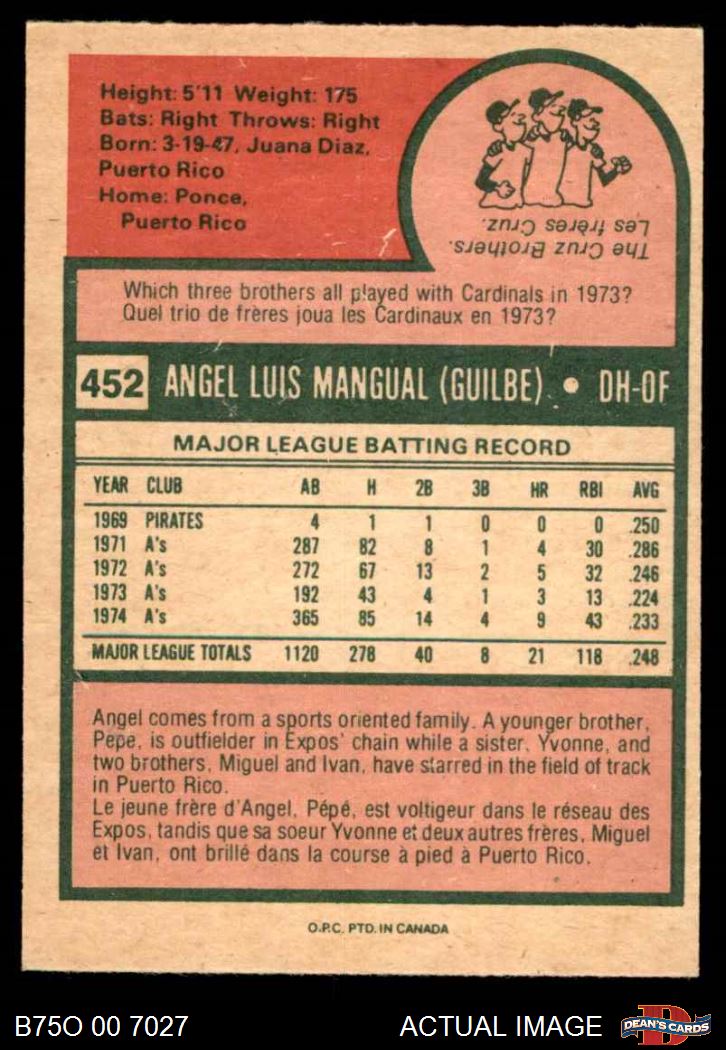 Height: 5'11 Weight: 175
Bats: Right Throws: Right
Born: 3-19-47, Juana Diaz,
Puerto Rico
Home: Ponce,
Puerto Rico
The Cruz Brothers.
Les frères Cruz.
Which three brothers all played with Cardinals in 1973?
Quel trio de frères joua les Cardinaux en 1973?
452 ANGEL LUIS MANGUAL (GUILBE) • DH-OF
MAJOR LEAGUE BATTING RECORD
YEAR CLUB AB H 2B 3B HR RBI AVG
1969 PIRATES 4 1 1 0 0 0 .250
1971 A's 287 82 8 1 4 30 .286
1972 A's 272 67 13 2 5 32 .246
1973 A's 192 43 4 1 3 13 .224
1974 A's 365 85 14 4 9 43 .233
MAJOR LEAGUE TOTALS 1120 278 40 8 21 118 .248
Angel comes from a sports oriented family. A younger brother,
Pepe, is outfielder in Expos' chain while a sister, Yvonne, and
two brothers, Miguel and Ivan, have starred in the field of track
in Puerto Rico.
Le jeune frère d'Angel, Pépé, est voltigeur dans le réseau des
Expos, tandis que sa soeur Yvonne et deux autres frères, Miguel
et Ivan, ont brillé dans la course à pied à Puerto Rico.
O.P.C. PTD. IN CANADA
B75O 00 7027 ACTUAL IMAGE
D
DEAN'S CARDS